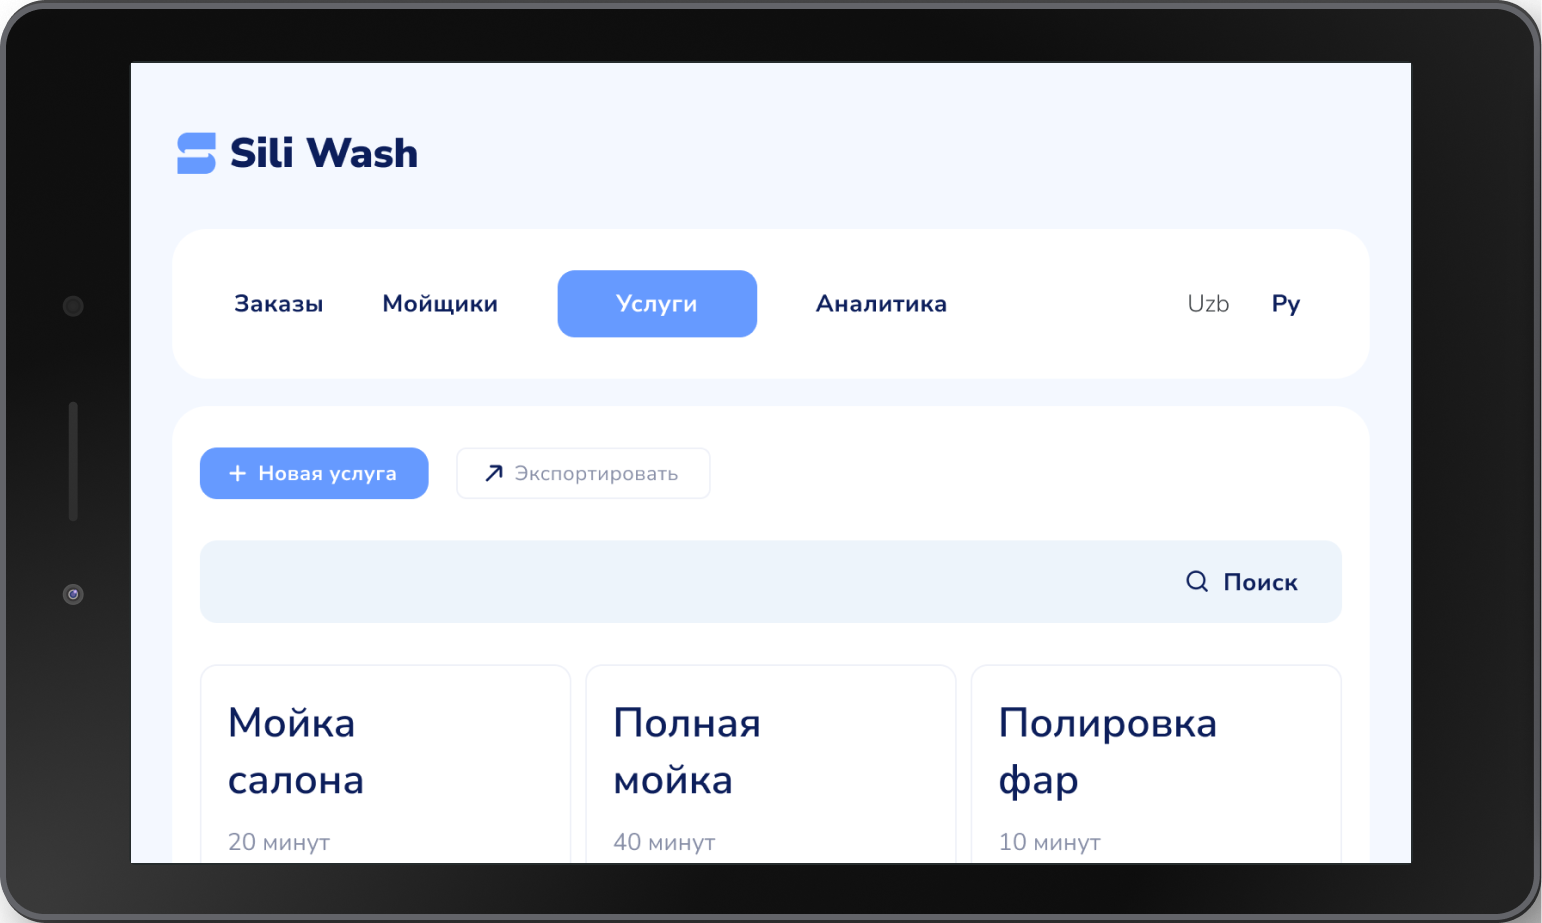 Sili Wash
Заказы Мойщики Услуги Аналитика Uzb Ру
+ Новая услуга Экспортировать
Поиск
Мойка
салона
20 минут
Полная
мойка
40 минут
Полировка
фар
10 минут